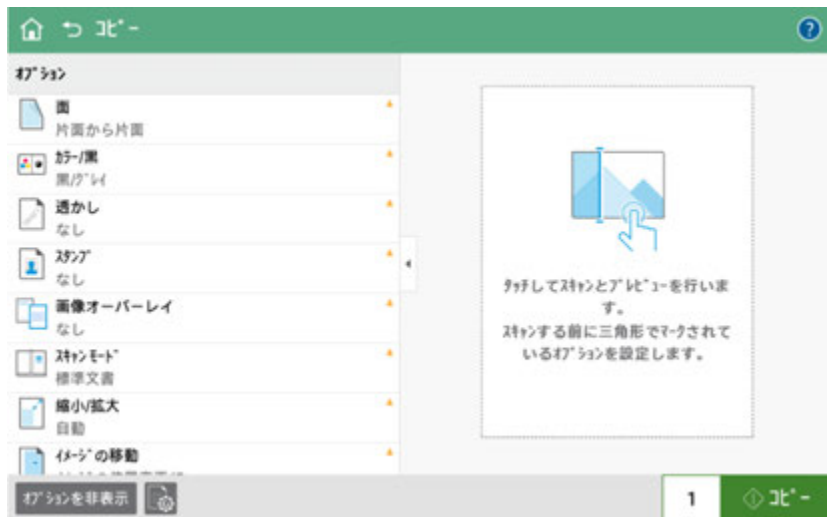 ｺﾋﾟｰ
?
ｵﾌﾟｼｮﾝ
面
片面から片面
ｶﾗｰ/黒
黒/ｸﾞﾚｲ
透かし
なし
ｽﾀﾝﾌﾟ
なし
画像オーバーレイ
なし
ｽｷｬﾝ ﾓｰﾄﾞ
標準文書
縮小/拡大
自動
ｲﾒｰｼﾞの移動
ﾀｯﾁしてｽｷｬﾝとﾌﾟﾚﾋﾞｭｰを行いま
す。
ｽｷｬﾝする前に三角形でﾏｰｸされて
いるｵﾌﾟｼｮﾝを設定します。
ｵﾌﾟｼｮﾝを非表示
1
ｺﾋﾟｰ